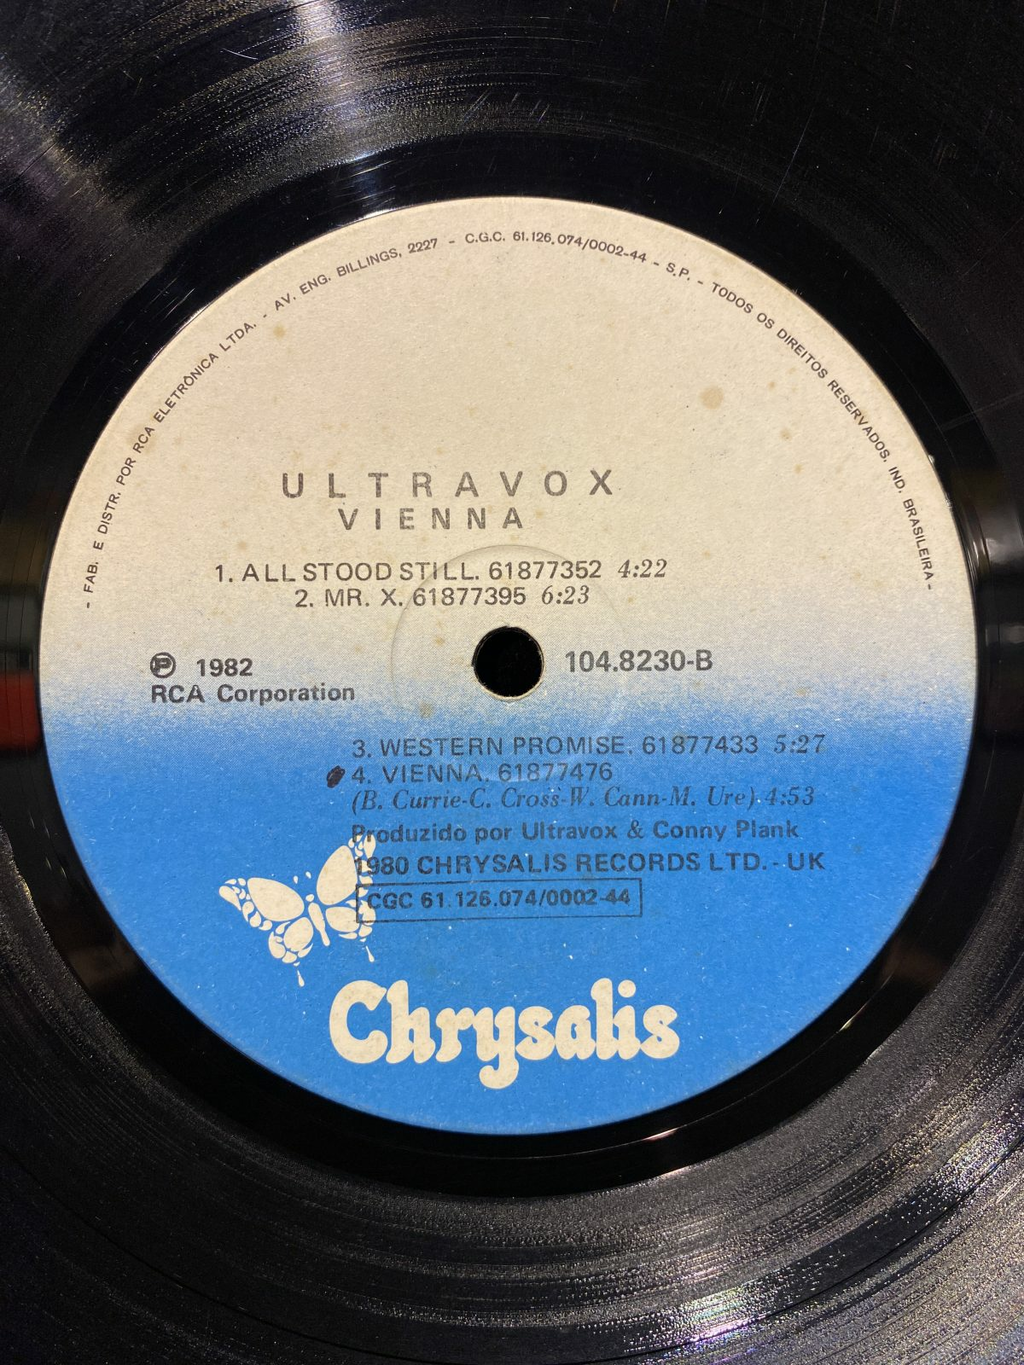 - FAB. E DISTR. POR RCA ELETRÔNICA LTDA. - AV. ENG. BILLINGS, 2227 - C.G.C. 61.126.074/0002-44 - S.P. - TODOS OS DIREITOS RESERVADOS. IND. BRASILEIRA -
ULTRAVOX
VIENNA
1. ALL STOOD STILL. 61877352 4:22
2. MR. X. 61877395 6:23
Ⓟ 1982
RCA Corporation
104.8230-B
3. WESTERN PROMISE. 61877433 5:27
4. VIENNA. 61877476
(B. Currie-C. Cross-W. Cann-M. Ure) 4:53
Produzido por Ultravox & Conny Plank
1980 CHRYSALIS RECORDS LTD. - UK
CGC 61.126.074/0002-44
Chrysalis